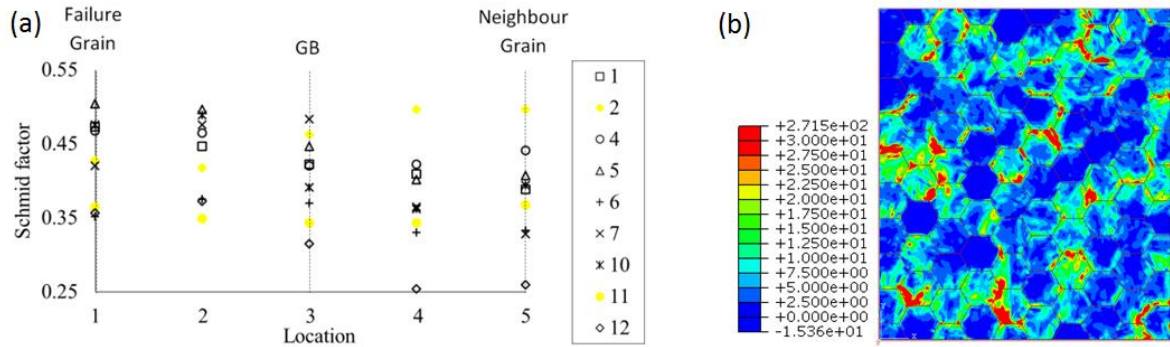 (a)
Failure
Grain
GB
Neighbour
Grain
0.55
0.45
0.35
0.25
Schmid factor
1 2 3 4 5
Location
1
2
4
5
6
7
10
11
12
(b)
+2.715e+02
+3.000e+01
+2.750e+01
+2.500e+01
+2.250e+01
+2.000e+01
+1.750e+01
+1.500e+01
+1.250e+01
+1.000e+01
+7.500e+00
+5.000e+00
+2.500e+00
+0.000e+00
-1.536e+01